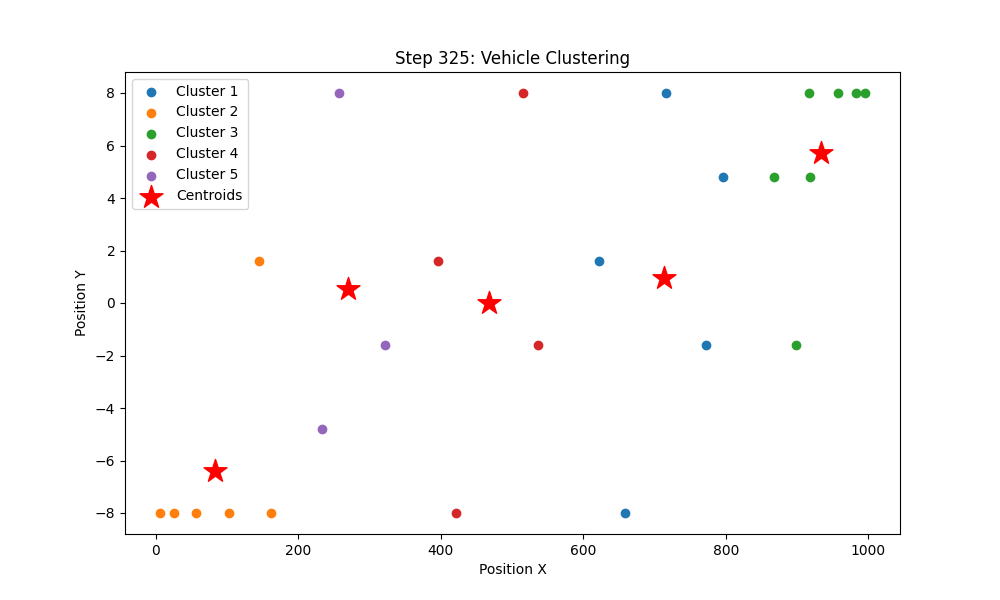 Step 325: Vehicle Clustering
Cluster 1
Cluster 2
Cluster 3
Cluster 4
Cluster 5
Centroids
Position Y
8
6
4
2
0
−2
−4
−6
−8
0 200 400 600 800 1000
Position X